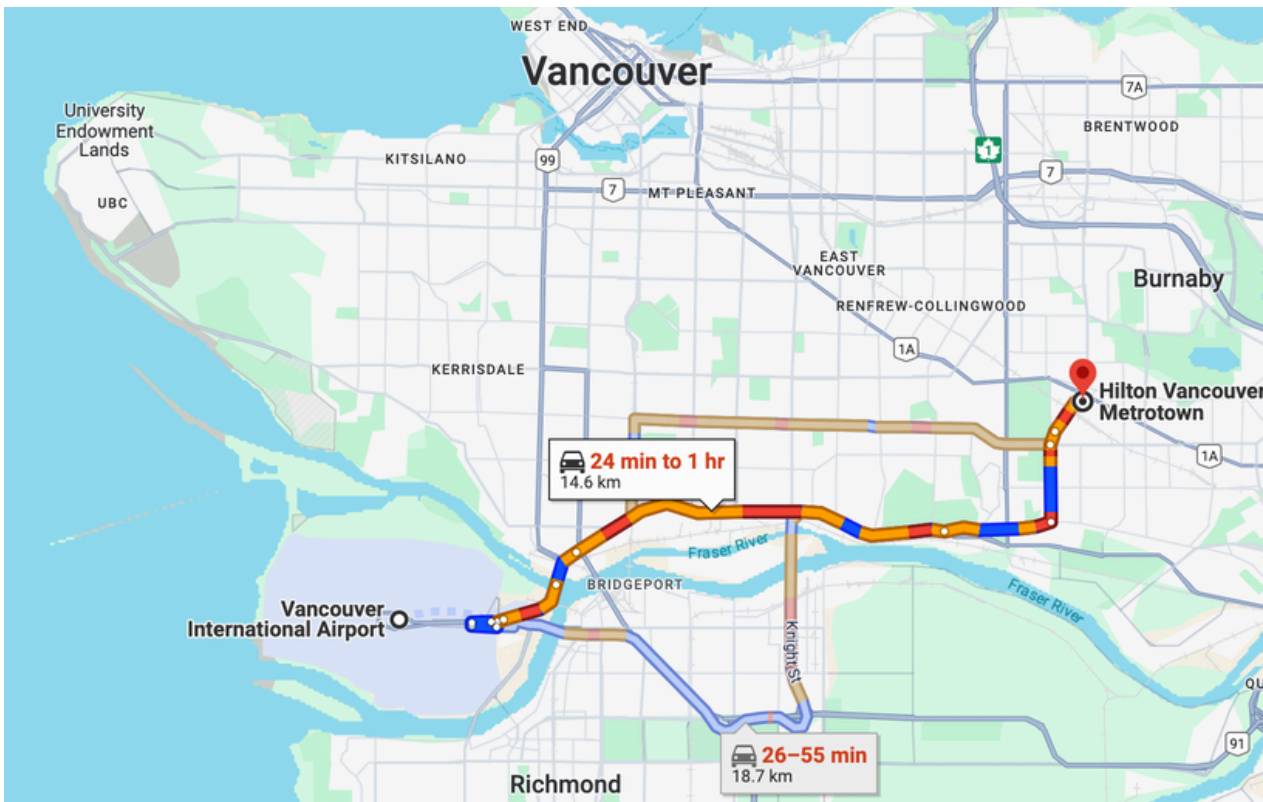 WEST END
Vancouver
7A
University
Endowment
Lands
BRENTWOOD
KITSILANO
99
1
7
7
MT PLEASANT
UBC
EAST
VANCOUVER
Burnaby
RENFREW-COLLINGWOOD
1A
KERRISDALE
Hilton Vancouver
Metrotown
1A
24 min to 1 hr
14.6 km
Fraser River
BRIDGEPORT
Fraser River
Vancouver
International Airport
Knight St
QU
91
26–55 min
18.7 km
Richmond